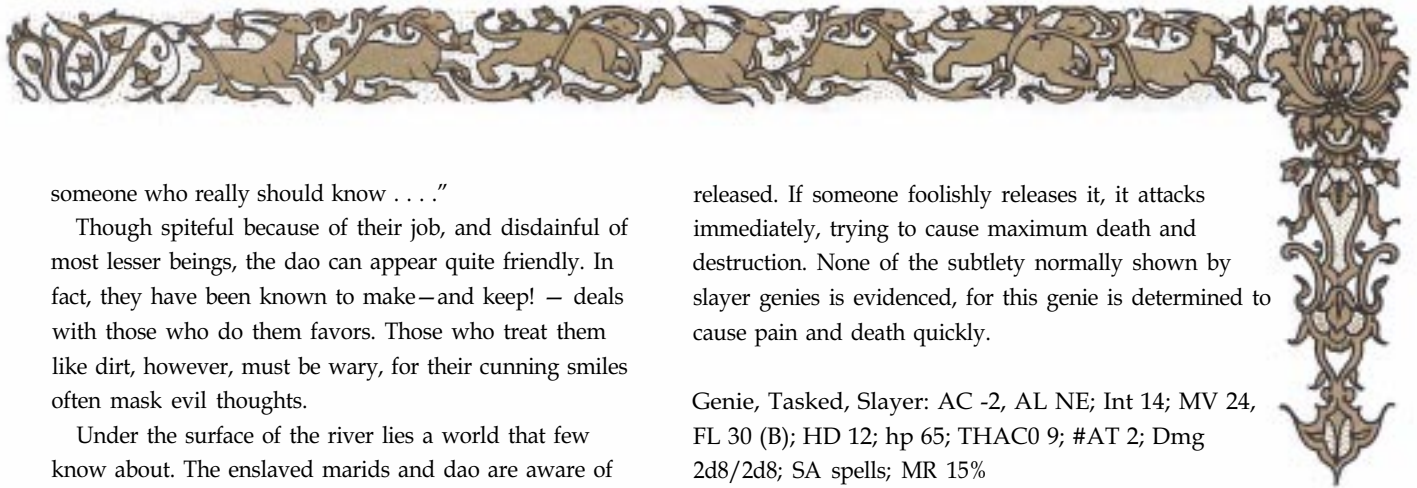 someone who really should know . . . .”
Though spiteful because of their job, and disdainful of
most lesser beings, the dao can appear quite friendly. In
fact, they have been known to make—and keep! — deals
with those who do them favors. Those who treat them
like dirt, however, must be wary, for their cunning smiles
often mask evil thoughts.
Under the surface of the river lies a world that few
know about. The enslaved marids and dao are aware of
released. If someone foolishly releases it, it attacks
immediately, trying to cause maximum death and
destruction. None of the subtlety normally shown by
slayer genies is evidenced, for this genie is determined to
cause pain and death quickly.
Genie, Tasked, Slayer: AC -2, AL NE; Int 14; MV 24,
FL 30 (B); HD 12; hp 65; THAC0 9; #AT 2; Dmg
2d8/2d8; SA spells; MR 15%